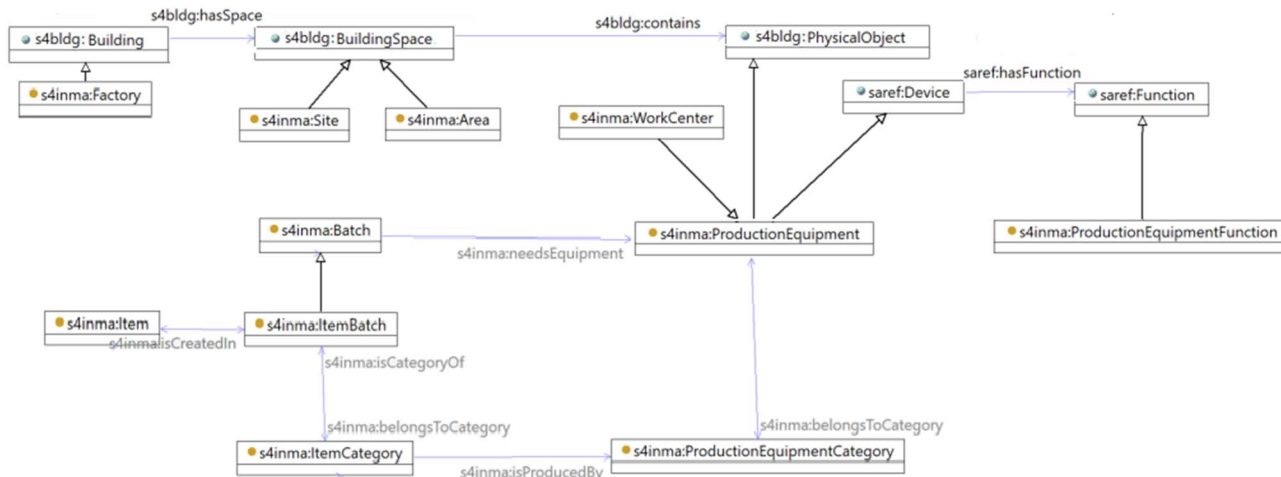 s4bldg:hasSpace
s4bldg:contains
s4bldg:Building
s4bldg:BuildingSpace
s4bldg:PhysicalObject
saref:hasFunction
s4inma:Factory
saref:Device
saref:Function
s4inma:Site
s4inma:Area
s4inma:WorkCenter
s4inma:Batch
s4inma:ProductionEquipment
s4inma:ProductionEquipmentFunction
s4inma:needsEquipment
s4inma:Item
s4inma:ItemBatch
s4inma:isCreatedIn
s4inma:isCategoryOf
s4inma:belongsToCategory
s4inma:belongsToCategory
s4inma:ItemCategory
s4inma:ProductionEquipmentCategory
s4inma:isProducedBy